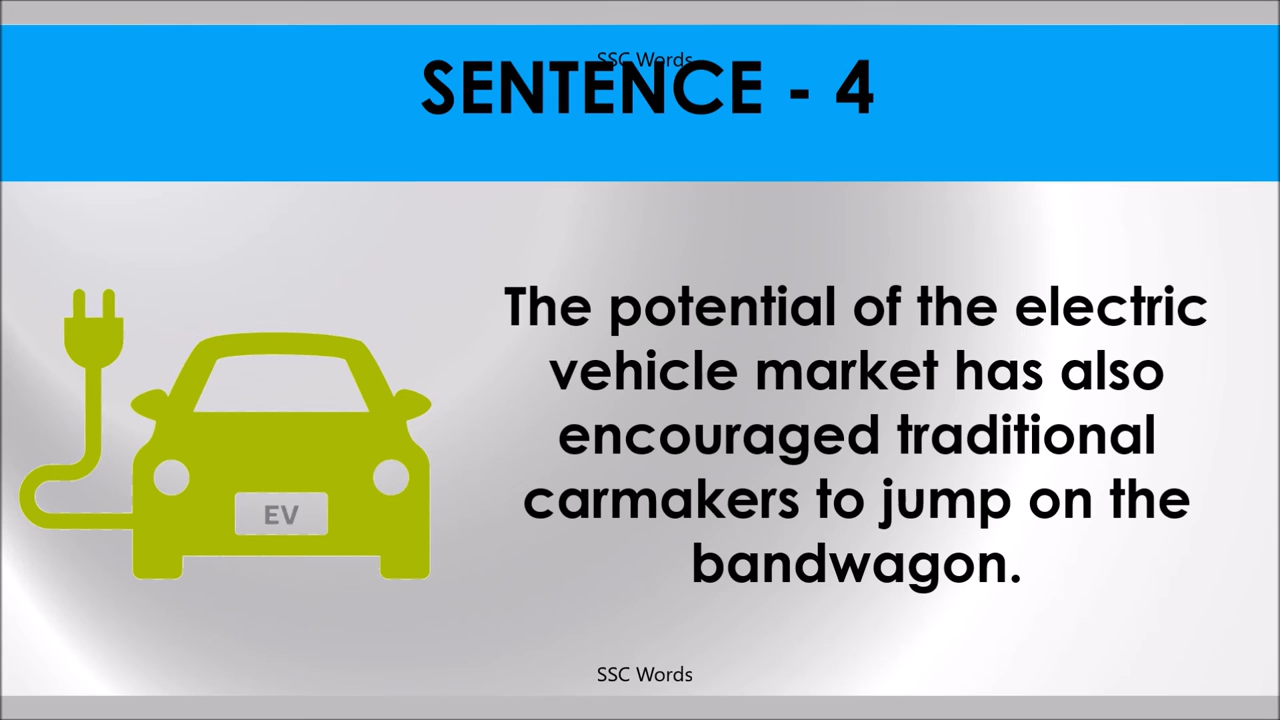 SSC Words
SENTENCE - 4
The potential of the electric
vehicle market has also
encouraged traditional
carmakers to jump on the
bandwagon.
EV
SSC Words